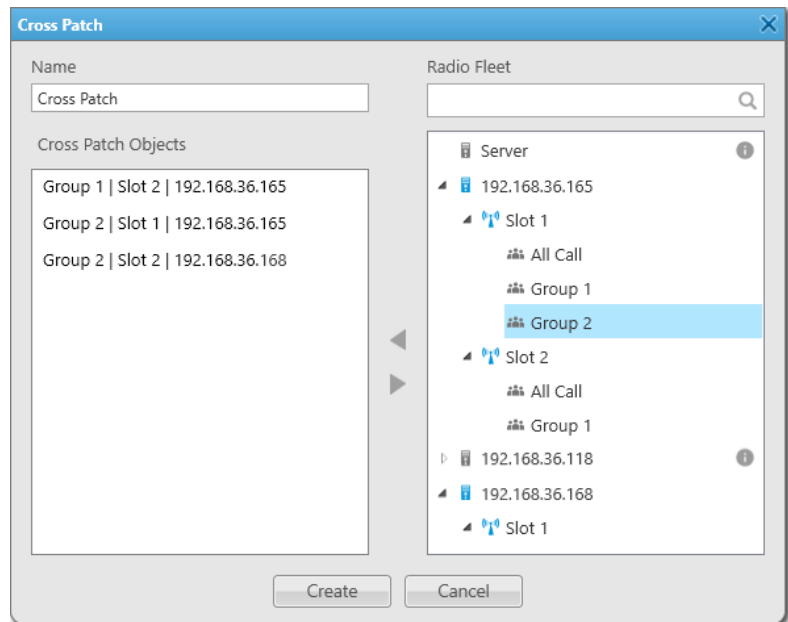 Cross Patch
Name
Cross Patch
Cross Patch Objects
Group 1 | Slot 2 | 192.168.36.165
Group 2 | Slot 1 | 192.168.36.165
Group 2 | Slot 2 | 192.168.36.168
Radio Fleet
Server
192.168.36.165
Slot 1
All Call
Group 1
Group 2
Slot 2
All Call
Group 1
192.168.36.118
192.168.36.168
Slot 1
Create
Cancel